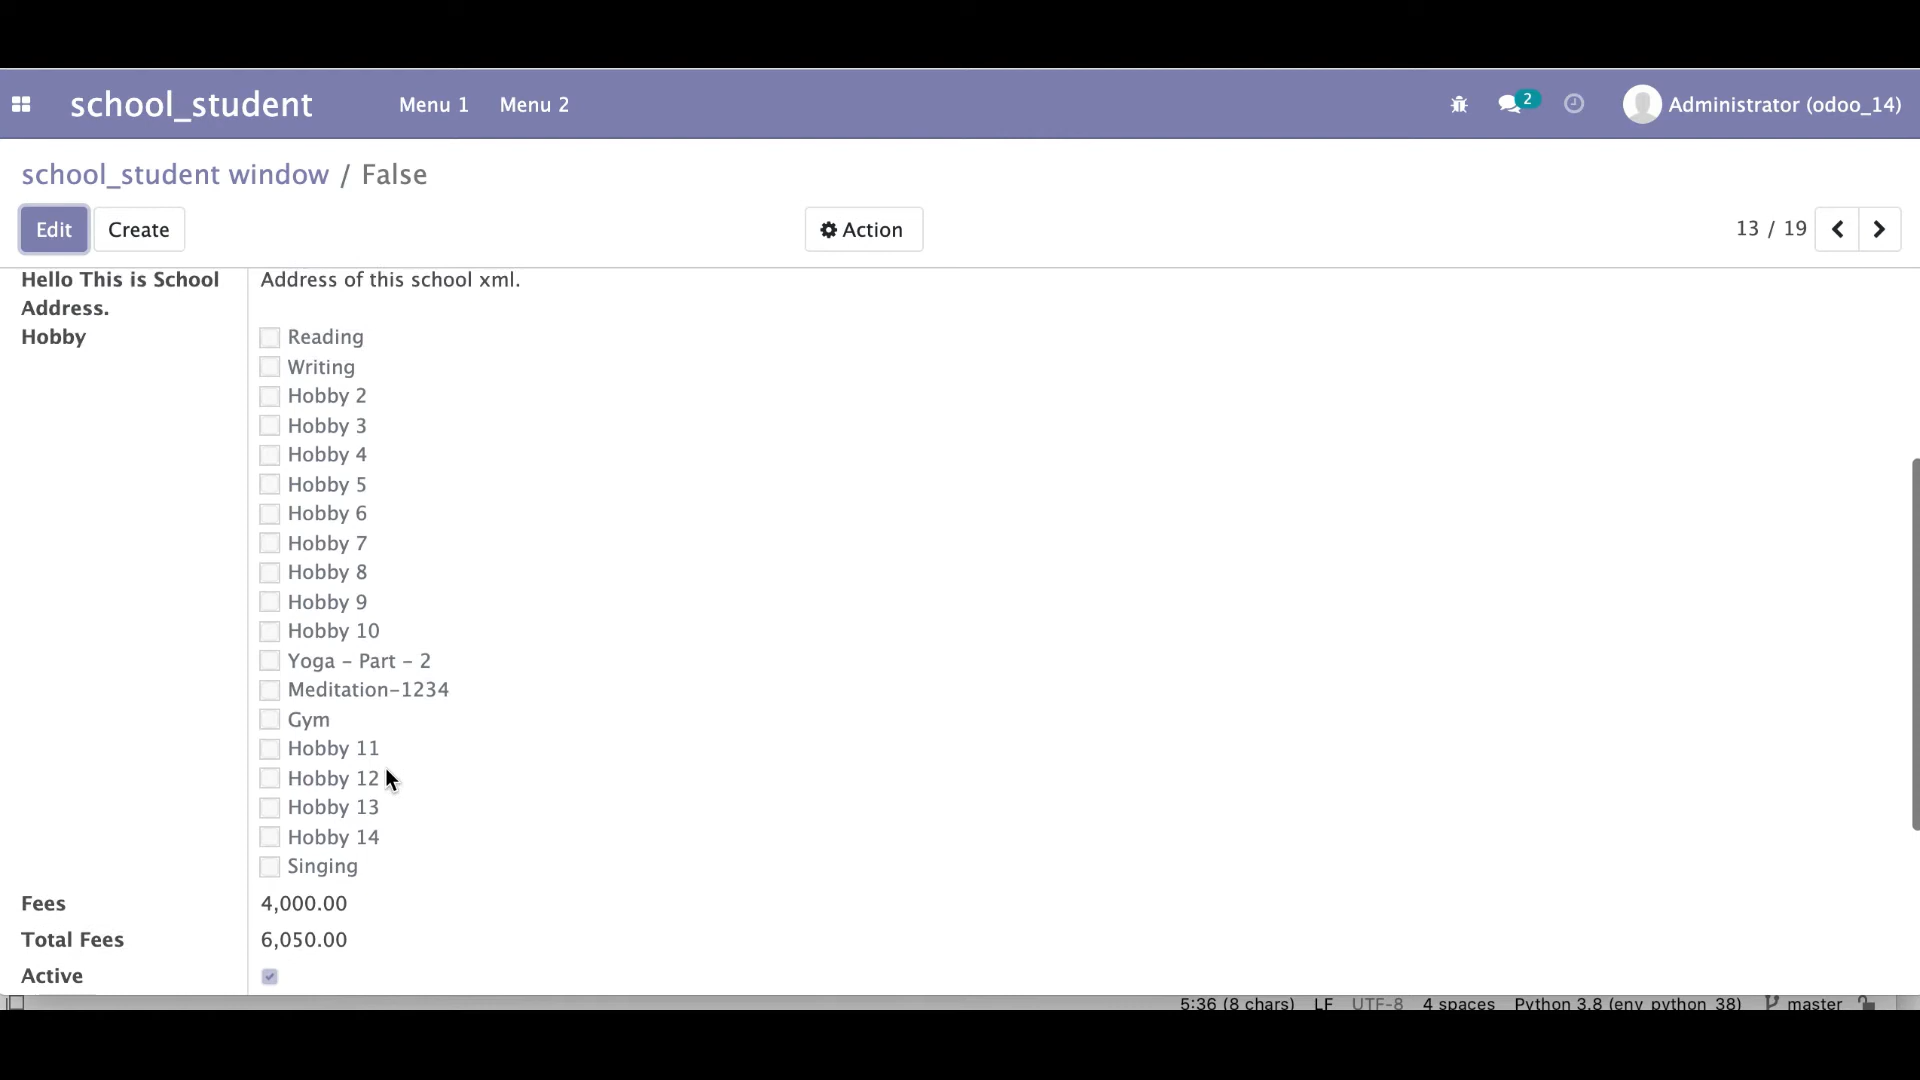 school_student Menu 1 Menu 2 2 Administrator (odoo_14)
school_student window / False
Edit Create Action 13 / 19
Hello This is School Address. Address of this school xml.
Hobby
Reading
Writing
Hobby 2
Hobby 3
Hobby 4
Hobby 5
Hobby 6
Hobby 7
Hobby 8
Hobby 9
Hobby 10
Yoga - Part - 2
Meditation-1234
Gym
Hobby 11
Hobby 12
Hobby 13
Hobby 14
Singing
Fees 4,000.00
Total Fees 6,050.00
Active
5:36 (8 chars) LF UTF-8 4 spaces Python 3.8 (env_python_38) master